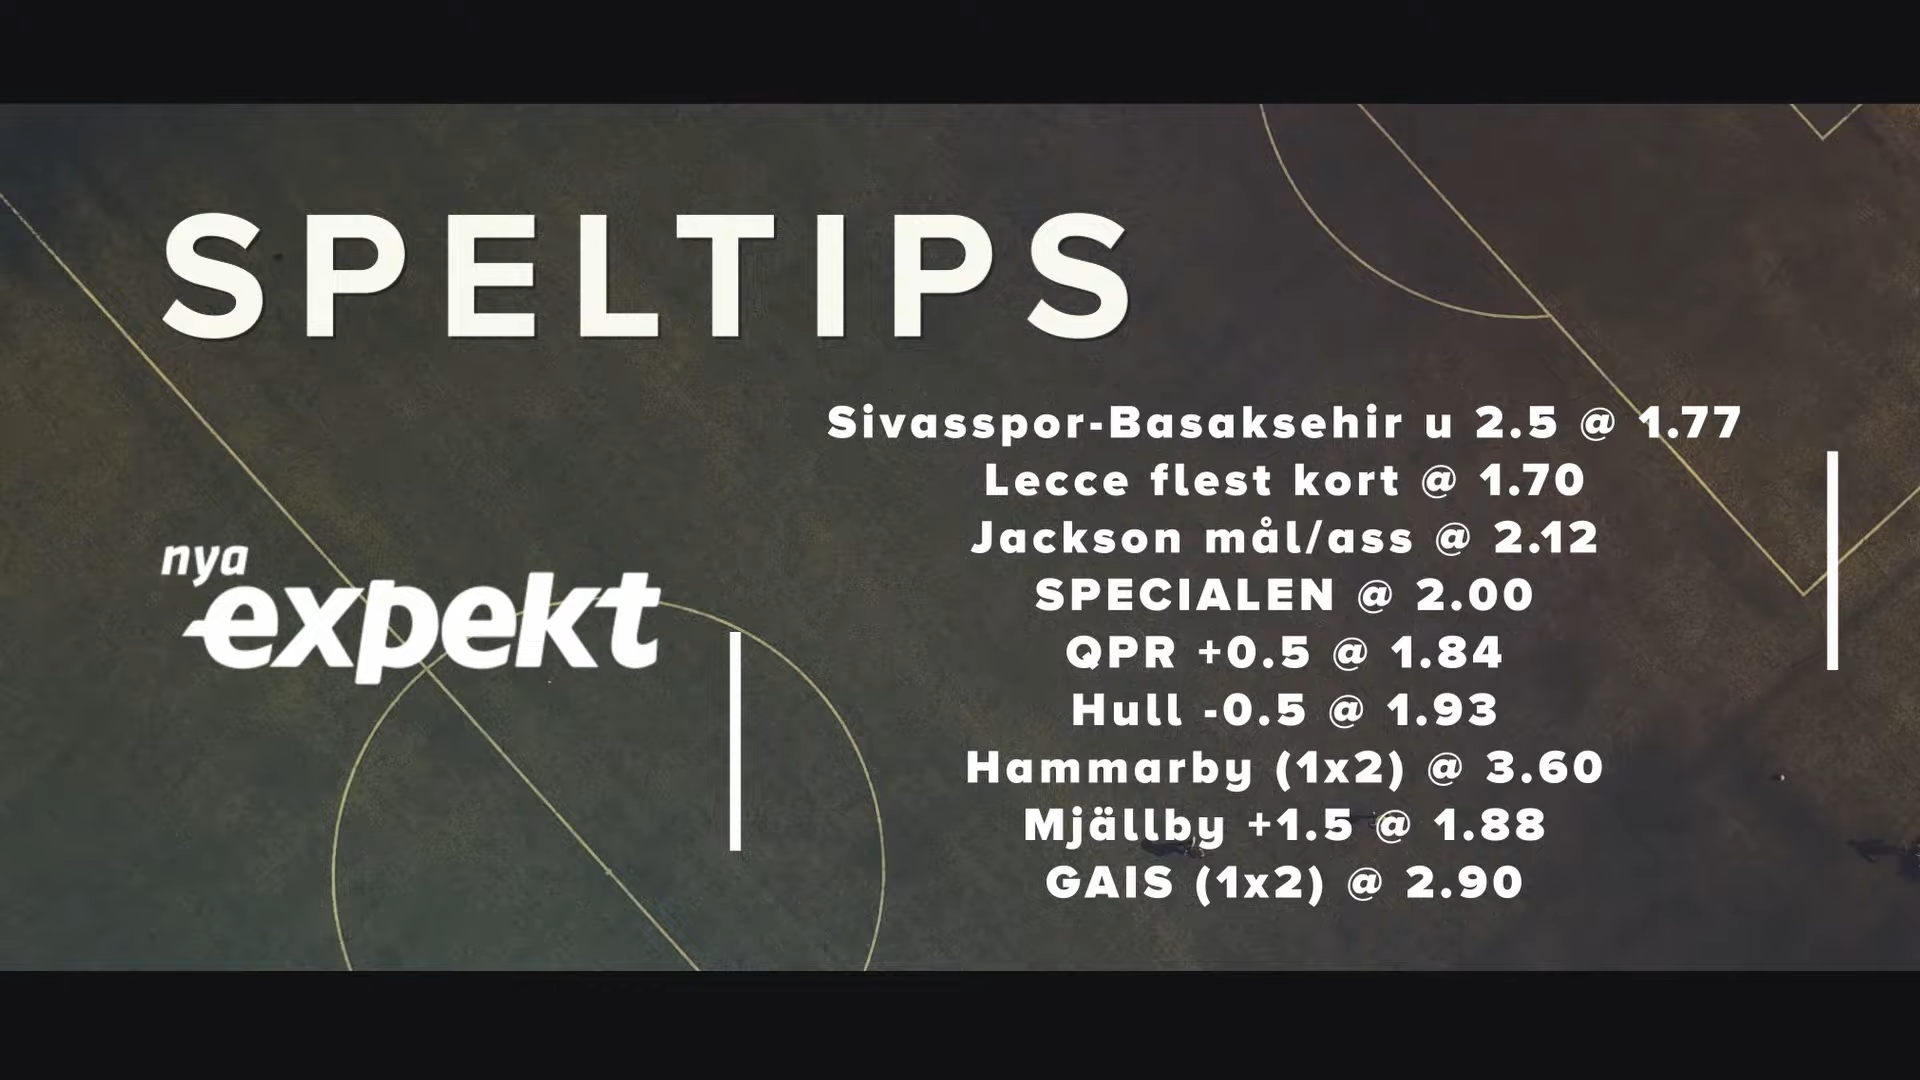 SPELTIPS
nya
expekt
Sivasspor-Basaksehir u 2.5 @ 1.77
Lecce flest kort @ 1.70
Jackson mål/ass @ 2.12
SPECIALEN @ 2.00
QPR +0.5 @ 1.84
Hull -0.5 @ 1.93
Hammarby (1x2) @ 3.60
Mjällby +1.5 @ 1.88
GAIS (1x2) @ 2.90